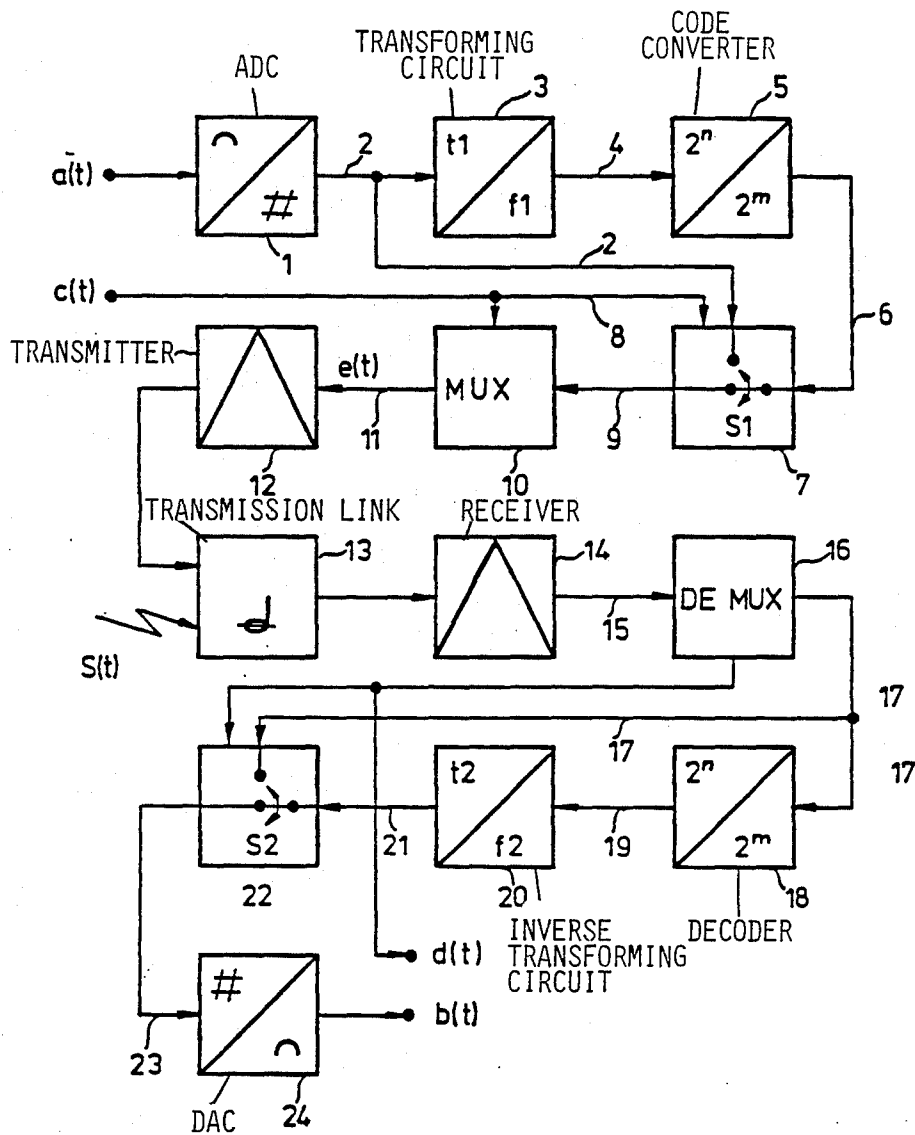 CODE
CONVERTER
TRANSFORMING
CIRCUIT
ADC
3
5
a(t)
#
1
2
t1
f1
4
2ⁿ
2ᵐ
2
c(t)
8
6
TRANSMITTER
e(t)
MUX
S1
11
9
12
10
7
TRANSMISSION LINK
RECEIVER
13
14
16
DE MUX
15
S(t)
17
17
17
t2
f2
2ⁿ
2ᵐ
S2
21
19
22
20
18
INVERSE
TRANSFORMING
CIRCUIT
DECODER
d(t)
#
b(t)
23
24
DAC